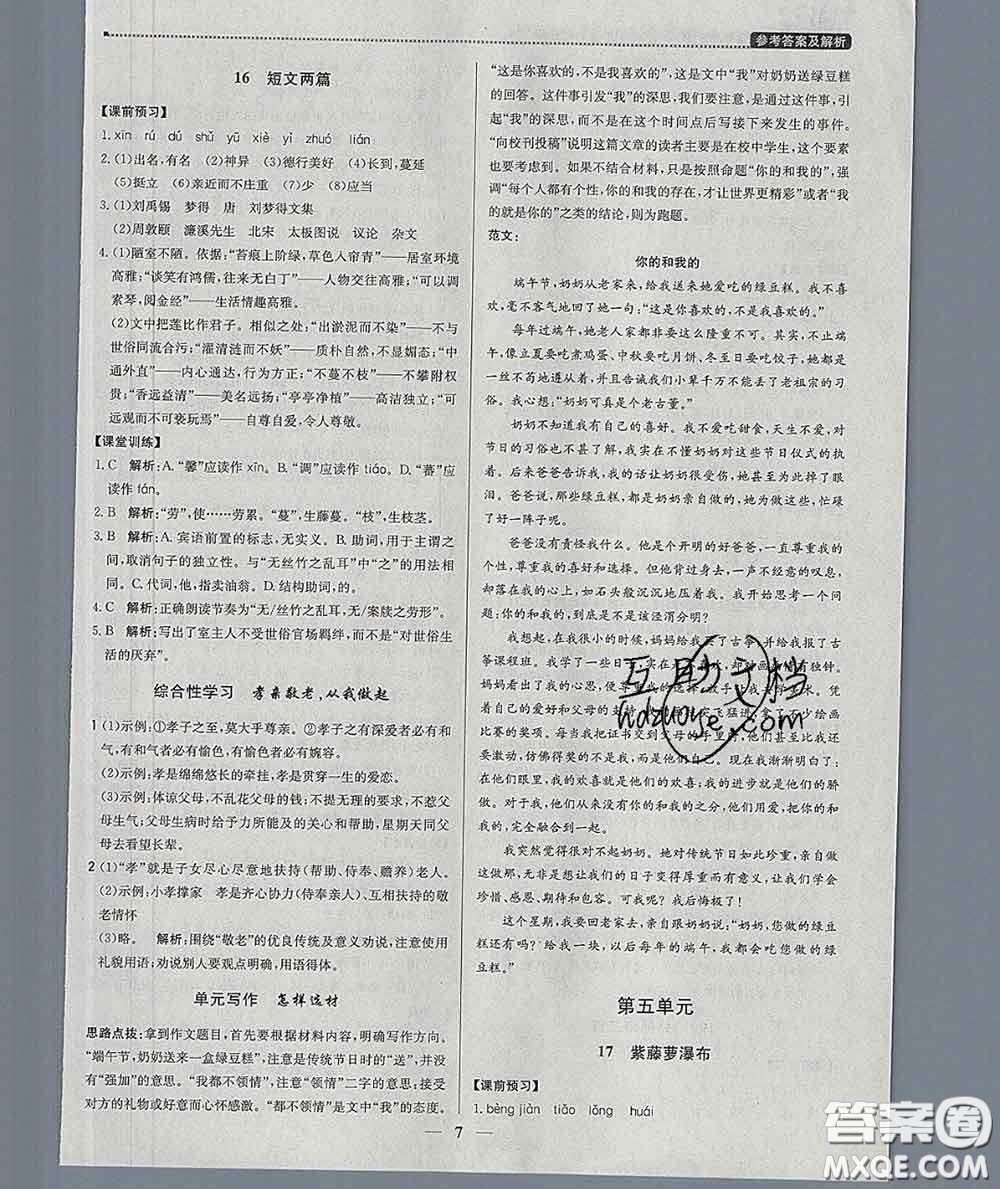 参考答案及解析
16 短文两篇
【课前预习】
1. xīn rú dú shǔ yū xiè yì zhuó lián
2. (1)出名,有名 (2)神异 (3)德行美好 (4)长到,蔓延
(5)挺立 (6)亲近而不庄重 (7)少 (8)应当
3. (1)刘禹锡 梦得 唐 刘梦得文集
(2)周敦颐 濂溪先生 北宋 太极图说 议论 杂文
4. (1)陋室不陋。依据:“苔痕上阶绿,草色入帘青”——居室环境
高雅;“谈笑有鸿儒,往来无白丁”——人物交往高雅;“可以调
素琴,阅金经”——生活情趣高雅。
(2)文中把莲比作君子。相似之处:“出淤泥而不染”——不与
世俗同流合污;“濯清涟而不妖”——质朴自然,不显媚态;“中
通外直”——内心通达,行为方正;“不蔓不枝”——不攀附权
贵;“香远益清”——美名远扬;“亭亭净植”——高洁独立;“可
远观而不可亵玩焉”——自尊自爱,令人尊敬。
【课堂训练】
1. C 解析:A.“馨”应读作 xīn。B.“调”应读作 tiáo。D.“蕃”应
读作 fán。
2. B 解析:“劳”,使……劳累。“蔓”,生藤蔓。“枝”,生枝茎。
3. B 解析:A. 宾语前置的标志,无实义。B. 助词,用于主谓之
间,取消句子的独立性。与“无丝竹之乱耳”中“之”的用法相
同。C. 代词,他,指卖油翁。D. 结构助词,的。
4. C 解析:正确朗读节奏为“无/丝竹之乱耳,无/案牍之劳形”。
5. B 解析:写出了室主人不受世俗官场羁绊,而不是“对世俗生
活的厌弃”。
综合性学习 孝亲敬老,从我做起
1 (1)示例:①孝子之至,莫大乎尊亲。②孝子之有深爱者必有和
气,有和气者必有愉色,有愉色者必有婉容。
(2)示例:孝是绵绵悠长的牵挂,孝是贯穿一生的爱恋。
(3)示例:体谅父母,不乱花父母的钱;不提无理要求,不惹父
母生气;父母生病时给予力所能及的关心和帮助,星期天同父
母去看望长辈。
2 (1)“孝”就是子女尽心尽意地扶持(帮助、侍奉、赡养)老人。
(2)示例:小孝撑家 孝是齐心协力(侍奉亲人),互相扶持的敬
老情怀
(3)略。 解析:围绕“敬老”的优良传统及意义劝说,注意使用
礼貌用语;劝说别人要观点明确,用语得体。
单元写作 怎样选材
思路点拨:拿到作文题目,首先要根据材料内容,明确写作方向。
“端午节,奶奶送来一盒绿豆糕”,注意是传统节日的“送”,并没
有“强加”的意思。“我都不领情”,注意“领情”二字的意思,接受
对方的礼物或好意而心怀感激。“都不领情”是文中“我”的态度。
“这是你喜欢的,不是我喜欢的”,这是文中“我”对奶奶送绿豆糕
的回答。这件事引发“我”的深思,我们要注意,是通过这件事,引
起“我”的深思,而不是在这个时间点后写接下来发生的事件。
“向校刊投稿”说明这篇文章的读者主要是在校中学生,这个要素
也要考虑到。如果不结合材料,只是按照命题“你的和我的”,强
调“每个人都有个性,你的和我的存在,才让世界更精彩”或者“我
的就是你的”之类的结论,则为跑题。
范文:
你的和我的
端午节,奶奶从老家来,给我送来她爱吃的绿豆糕。我不喜
欢,毫不客气地回了她一句:“这是你喜欢的,不是我喜欢的。”
每年过端午,她老人家都非要这么隆重不可。其实,不止端
午,像立夏要吃煮鸡蛋、中秋要吃月饼、冬至日要吃饺子,她都是
一丝不苟地遵从着,并且告诫我们小辈千万不能丢了老祖宗的习
俗。我心想:“奶奶可真是个老古董。”
奶奶不知道我有自己的喜好。我不爱吃甜食,天生不爱,对
节日的习俗也不甚了解。我实在不能理解奶奶对这些节日仪式的执
着。后来爸爸告诉我,我的话让奶奶很受伤,她甚至躲起来掉了眼
泪。爸爸说,那些绿豆糕,都是奶奶亲自做的,她为做这些,忙碌了
好一阵子呢。
爸爸没有责怪我什么。他是个开明的好爸爸,一直尊重我的个
性,尊重我的喜好和选择。但他背过身去,一声不经意的叹息,
却落在我的心上,如石头般沉沉地压着我。我开始思考一个
问题:你的和我的,到底是不是该泾渭分明?
我想起,在我很小的时候,妈妈给我买了古筝并给我报了古
筝课程班。我学了一些日子,实在不喜欢,却对绘画情有独钟。
比赛的奖项。每当我把证书交到父母的手里时,他们比我还要
激动,仿佛得奖的不是我,而是他们自己。现在我渐渐明白了:
在他们眼里,我的欢喜就是他们的欢喜;我的骄傲就是他们的骄
傲。对于我,他们从来没有你的和我的之分,他们用爱,把你的和
我的,完全融合到一起。
我突然觉得很对不起奶奶。她对传统节日如此珍重,亲自做
这做那,都是想让我们的日子变得厚重而有意义,让我们学会
珍惜、感恩、期待和包容。可我呢?我好后悔啊!
这个星期,我要回老家去,亲自跟奶奶说:“奶奶,您做的绿豆
糕还有吗?给我一块,以后每年的端午,我都会吃您做的绿
豆糕。”
第五单元
17 紫藤萝瀑布
【课前预习】
1. bèng jiàn tiǎo lǒng huái
7
互助文档
hdzuoye.com
答案圈
MXQE.COM